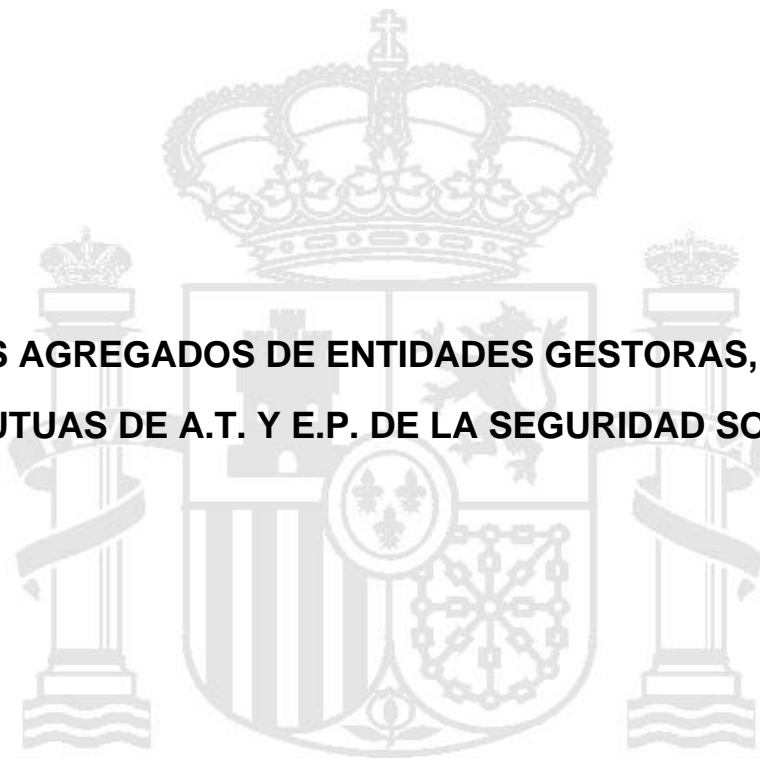 S AGREGADOS DE ENTIDADES GESTORAS,
UTUAS DE A.T. Y E.P. DE LA SEGURIDAD SO